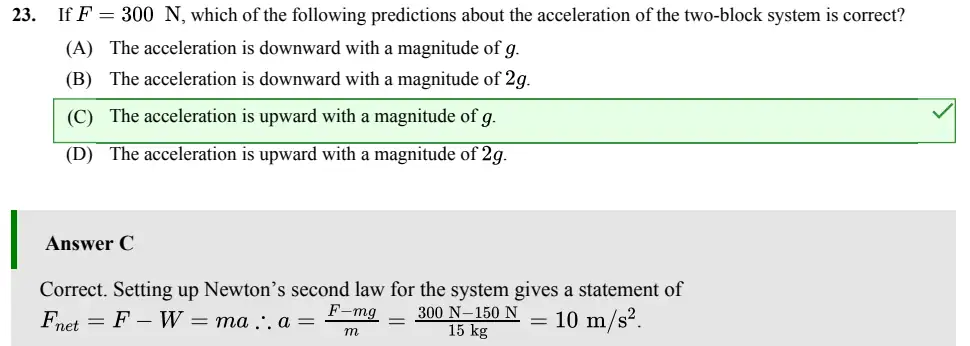 23. If F = 300 N, which of the following predictions about the acceleration of the two-block system is correct?
(A) The acceleration is downward with a magnitude of g.
(B) The acceleration is downward with a magnitude of 2g.
(C) The acceleration is upward with a magnitude of g.
(D) The acceleration is upward with a magnitude of 2g.
Answer C
Correct. Setting up Newton's second law for the system gives a statement of
F_net = F − W = ma ∴ a = (F−mg)/m = (300 N−150 N)/(15 kg) = 10 m/s².